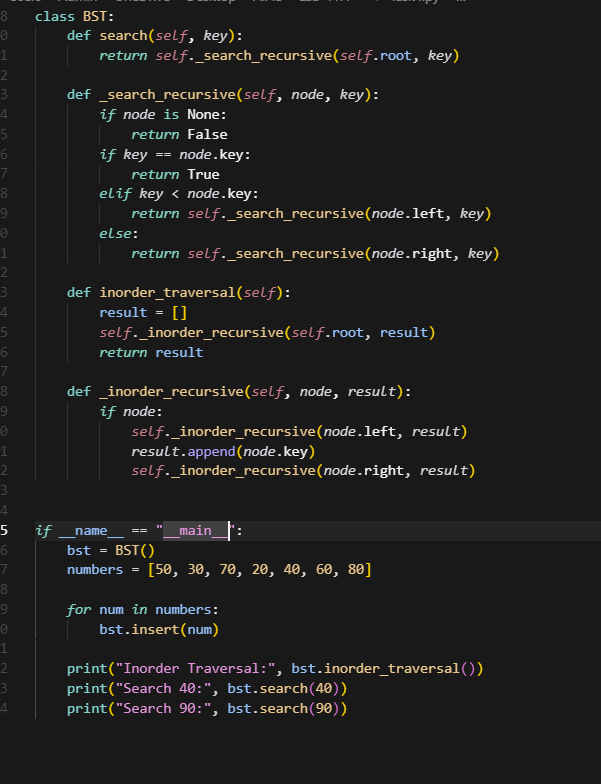 class BST:
    def search(self, key):
        return self._search_recursive(self.root, key)

    def _search_recursive(self, node, key):
        if node is None:
            return False
        if key == node.key:
            return True
        elif key < node.key:
            return self._search_recursive(node.left, key)
        else:
            return self._search_recursive(node.right, key)

    def inorder_traversal(self):
        result = []
        self._inorder_recursive(self.root, result)
        return result

    def _inorder_recursive(self, node, result):
        if node:
            self._inorder_recursive(node.left, result)
            result.append(node.key)
            self._inorder_recursive(node.right, result)


if __name__ == "__main__":
    bst = BST()
    numbers = [50, 30, 70, 20, 40, 60, 80]

    for num in numbers:
        bst.insert(num)

    print("Inorder Traversal:", bst.inorder_traversal())
    print("Search 40:", bst.search(40))
    print("Search 90:", bst.search(90))